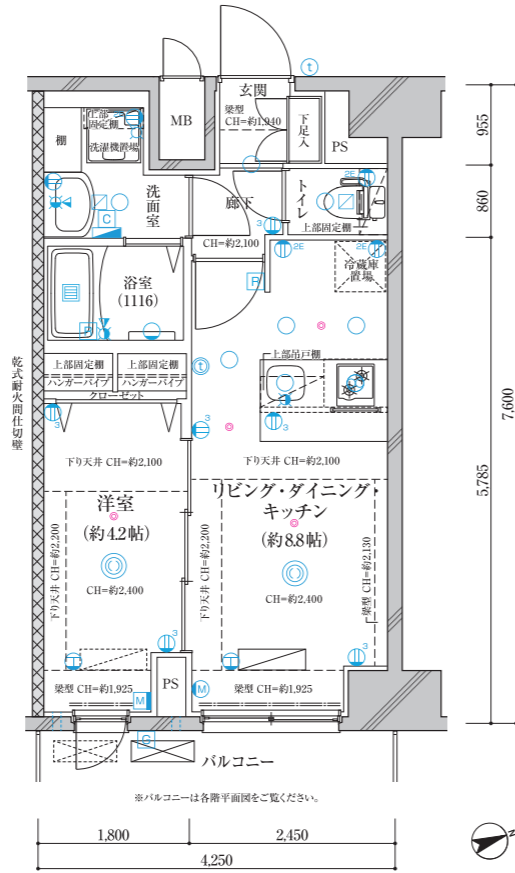 玄関
梁型
CH=約1,940
MB
下足入
PS
上部
固定棚
洗濯機置場
棚
洗面室
廊下
トイレ
CH=約2,100
上部固定棚
2E
3
2E
2E
冷蔵庫
置場
浴室
(1116)
C
R
t
t
上部固定棚
上部固定棚
ハンガーパイプ
ハンガーパイプ
クローゼット
上部吊戸棚
3
3
3
乾式耐火間仕切壁
下り天井 CH=約2,100
下り天井 CH=約2,100
洋室
(約4.2帖)
リビング・ダイニング・
キッチン
(約8.8帖)
下り天井 CH=約2,200
下り天井 CH=約2,200
梁型 CH=約2,130
CH=約2,400
CH=約2,400
3
3
梁型 CH=約1,925
M
PS
M
梁型 CH=約1,925
G
バルコニー
※バルコニーは各階平面図をご覧ください。
955
860
5,785
7,600
1,800
2,450
4,250
N